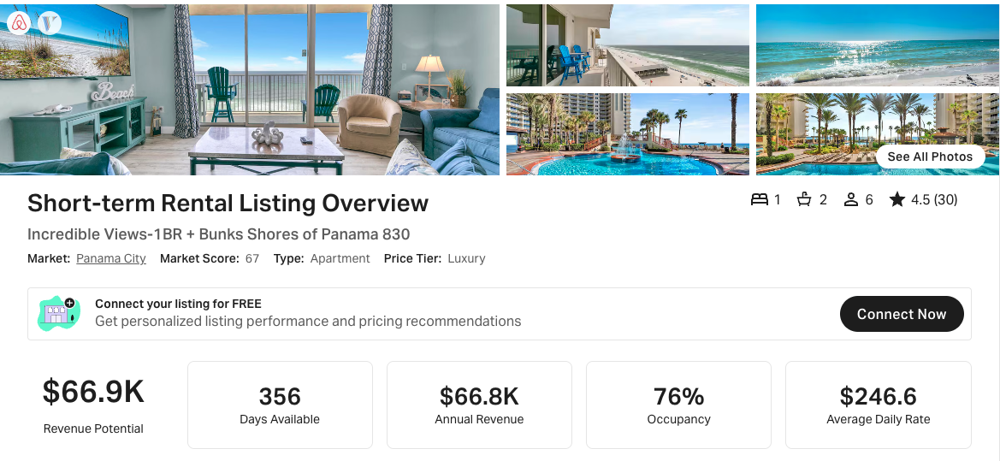 Beach
See All Photos
Short-term Rental Listing Overview
1 2 6 4.5 (30)
Incredible Views-1BR + Bunks Shores of Panama 830
Market: Panama City Market Score: 67 Type: Apartment Price Tier: Luxury
Connect your listing for FREE
Get personalized listing performance and pricing recommendations
Connect Now
$66.9K
Revenue Potential
356
Days Available
$66.8K
Annual Revenue
76%
Occupancy
$246.6
Average Daily Rate